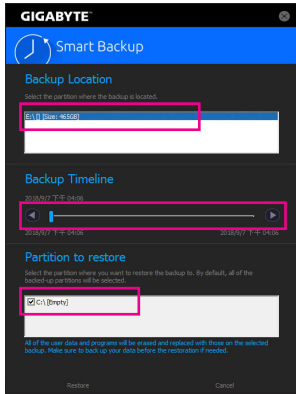 GIGABYTE™
Smart Backup
Backup Location
Select the partition where the backup is located.
E:\ [] [Size: 465GB]
Backup Timeline
2018/9/7 下午 04:06
2018/9/7 下午 04:06 2018/9/7 下午 04:06
Partition to restore
Select the partition where you want to restore the backup to. By default, all of the
backed-up partitions will be selected.
C:\ [Empty]
All of the user data and programs will be erased and replaced with those on the selected
backup. Make sure to back up your data before the restoration if needed.
Restore Cancel